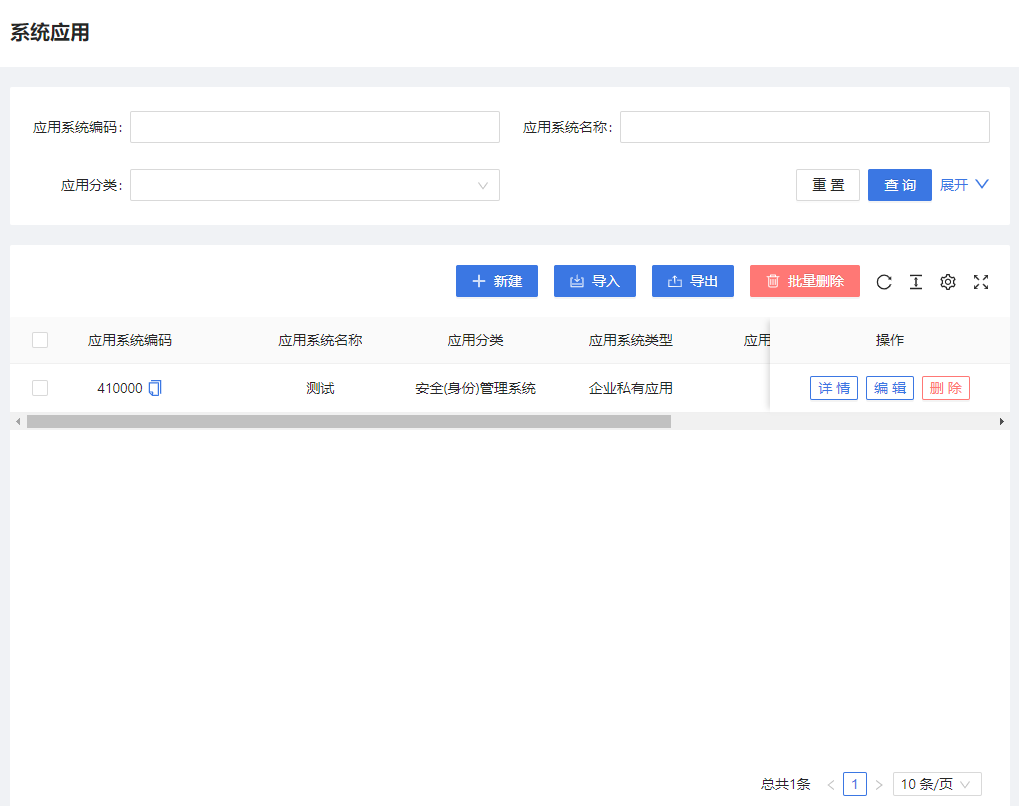 系统应用
应用系统编码: 应用系统名称:
应用分类: 重 置 查 询 展开
新建 导入 导出 批量删除
应用系统编码 应用系统名称 应用分类 应用系统类型 应用 操作
410000 测试 安全(身份)管理系统 企业私有应用 详 情 编 辑 删 除
总共1条 < 1 > 10 条/页